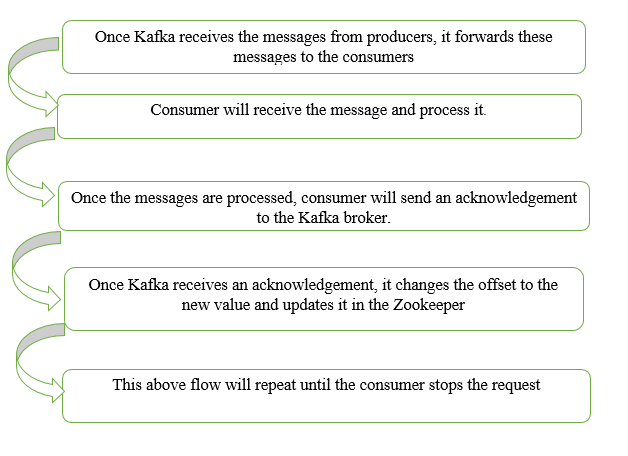 Once Kafka receives the messages from producers, it forwards these
messages to the consumers
Consumer will receive the message and process it.
Once the messages are processed, consumer will send an acknowledgement
to the Kafka broker.
Once Kafka receives an acknowledgement, it changes the offset to the
new value and updates it in the Zookeeper
This above flow will repeat until the consumer stops the request